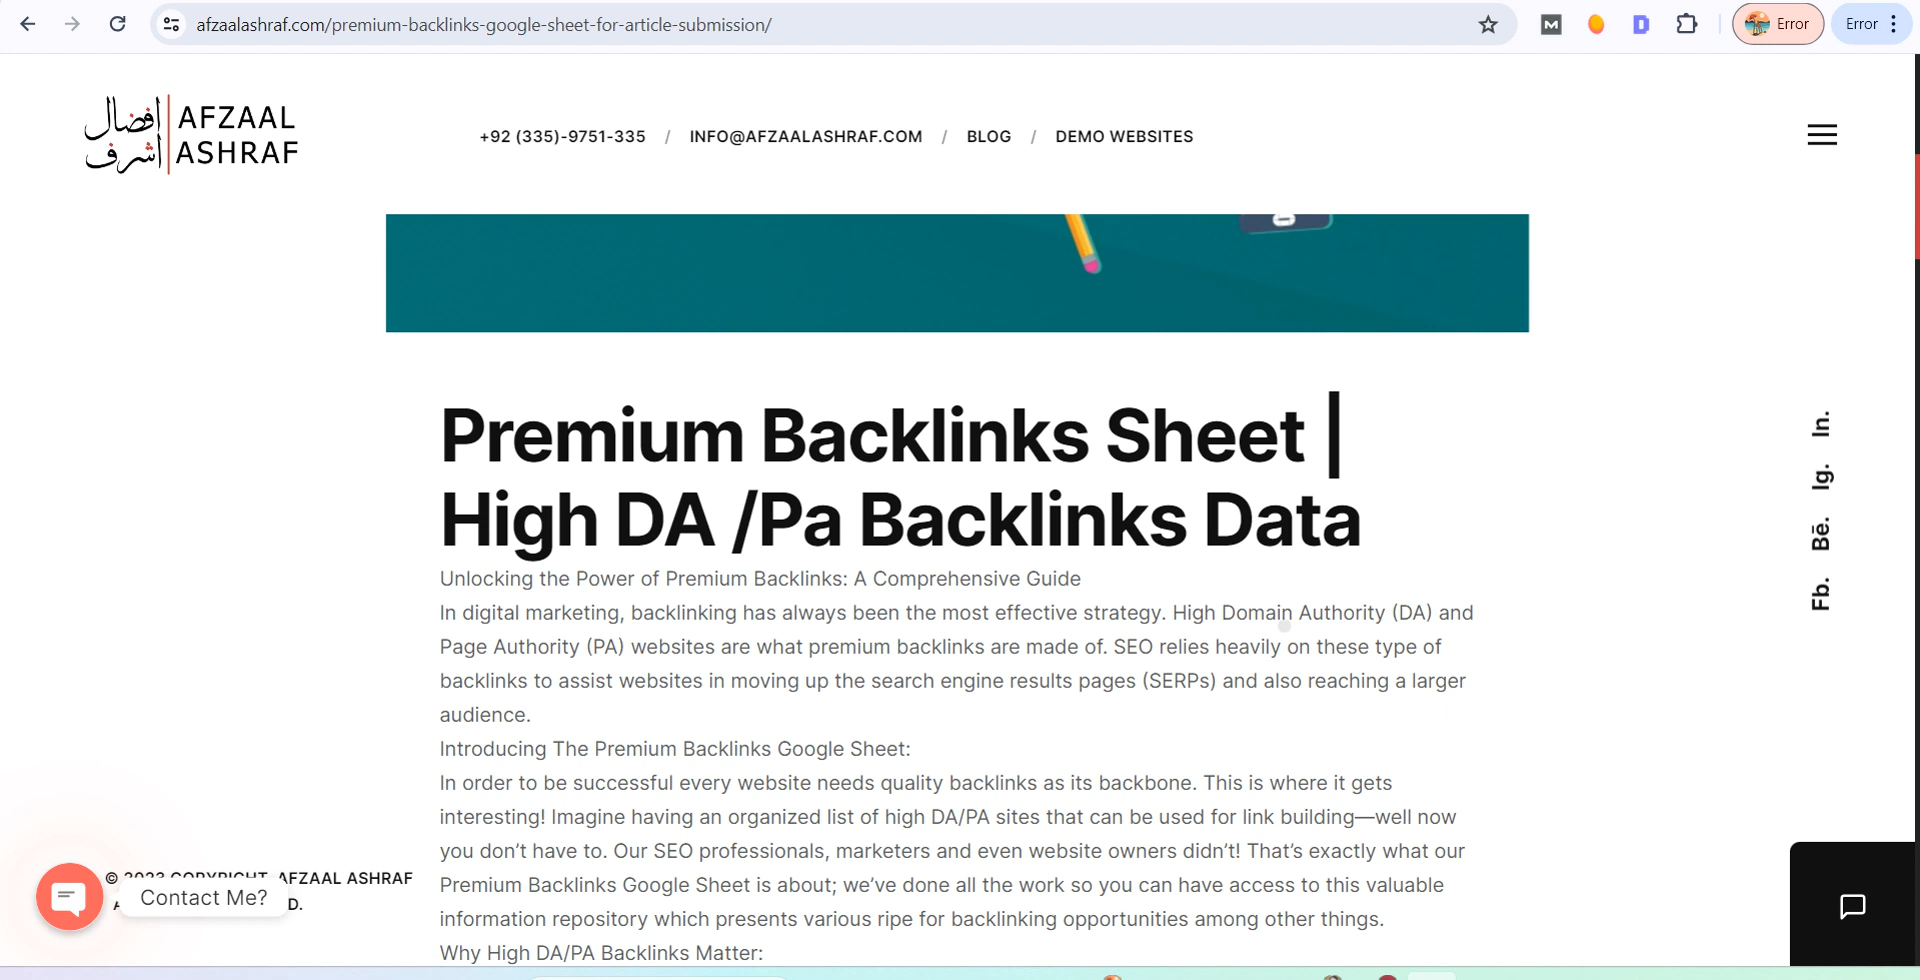 afzaalashraf.com/premium-backlinks-google-sheet-for-article-submission/
M
D
Error
Error
افضال
اشرف
AFZAAL
ASHRAF
+92 (335)-9751-335 / INFO@AFZAALASHRAF.COM / BLOG / DEMO WEBSITES
Premium Backlinks Sheet |
High DA /Pa Backlinks Data
Unlocking the Power of Premium Backlinks: A Comprehensive Guide
In digital marketing, backlinking has always been the most effective strategy. High Domain Authority (DA) and
Page Authority (PA) websites are what premium backlinks are made of. SEO relies heavily on these type of
backlinks to assist websites in moving up the search engine results pages (SERPs) and also reaching a larger
audience.
Introducing The Premium Backlinks Google Sheet:
In order to be successful every website needs quality backlinks as its backbone. This is where it gets
interesting! Imagine having an organized list of high DA/PA sites that can be used for link building—well now
you don’t have to. Our SEO professionals, marketers and even website owners didn’t! That’s exactly what our
Premium Backlinks Google Sheet is about; we’ve done all the work so you can have access to this valuable
information repository which presents various ripe for backlinking opportunities among other things.
Why High DA/PA Backlinks Matter:
In.
Ig.
Bē.
Fb.
© 2023 COPYRIGHT, AFZAAL ASHRAF
D.
Contact Me?